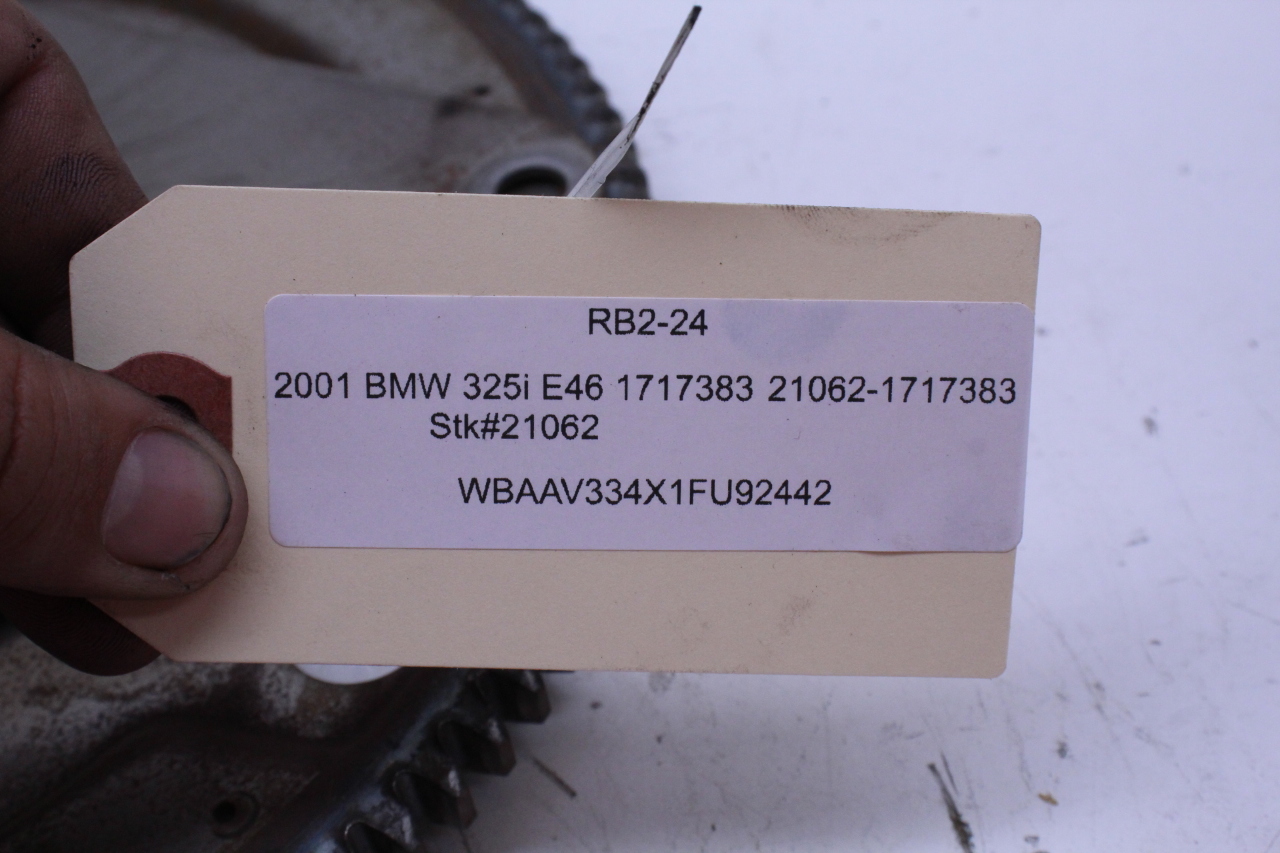 RB2-24
2001 BMW 325i E46 1717383 21062-1717383
Stk#21062
WBAAV334X1FU92442